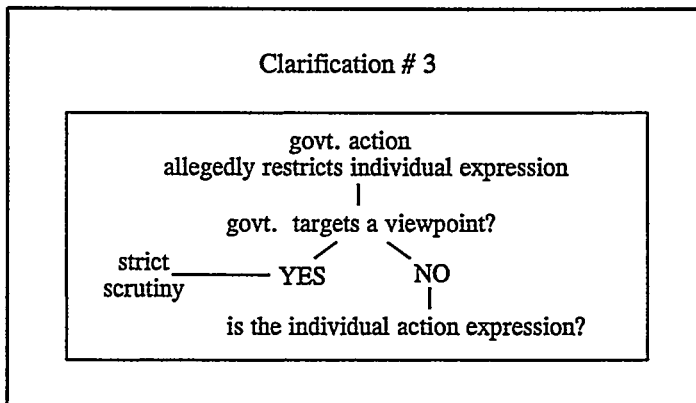 Clarification # 3
govt. action
allegedly restricts individual expression
govt. targets a viewpoint?
strict
scrutiny
YES
NO
is the individual action expression?